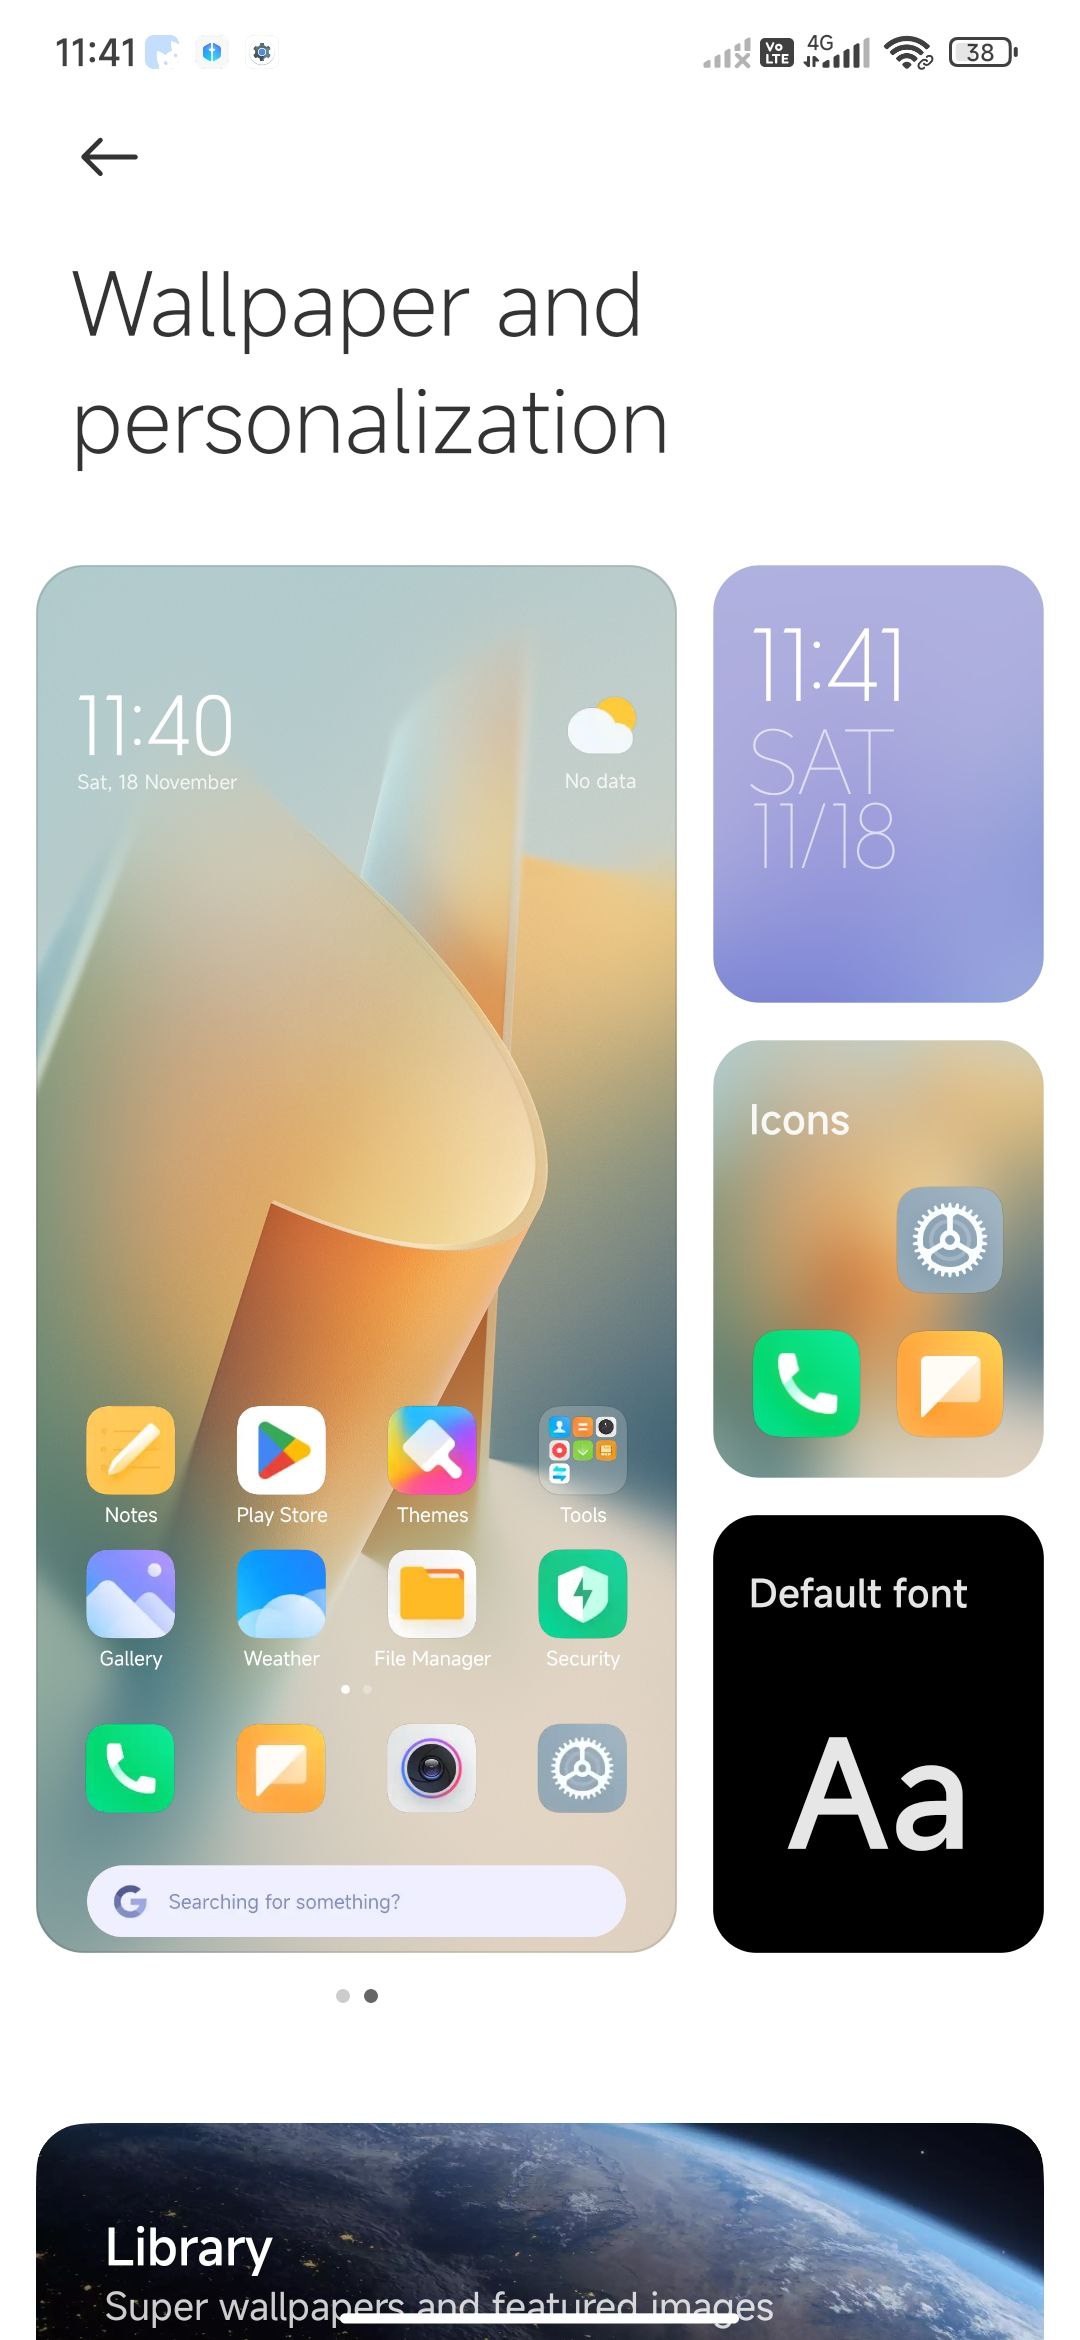 11:41
Vo
LTE
4G
38
Wallpaper and
personalization
11:40
Sat, 18 November
No data
Notes
Play Store
Themes
Tools
Gallery
Weather
File Manager
Security
Searching for something?
11:41
SAT
11/18
Icons
Default font
Aa
Library
Super wallpapers and featured images